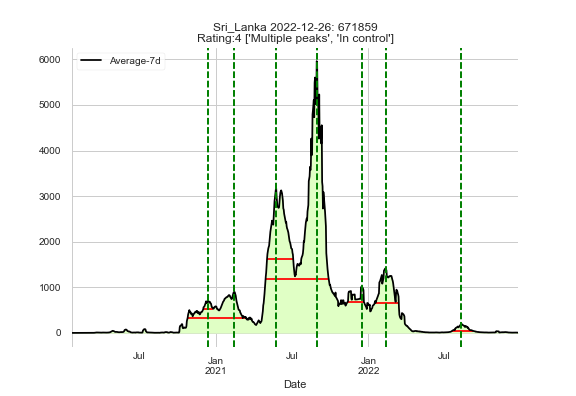 Sri_Lanka 2022-12-26: 671859
Rating:4 ['Multiple peaks', 'In control']
Average-7d
6000
5000
4000
3000
2000
1000
0
Jul
Jan
2021
Jul
Jan
2022
Jul
Date